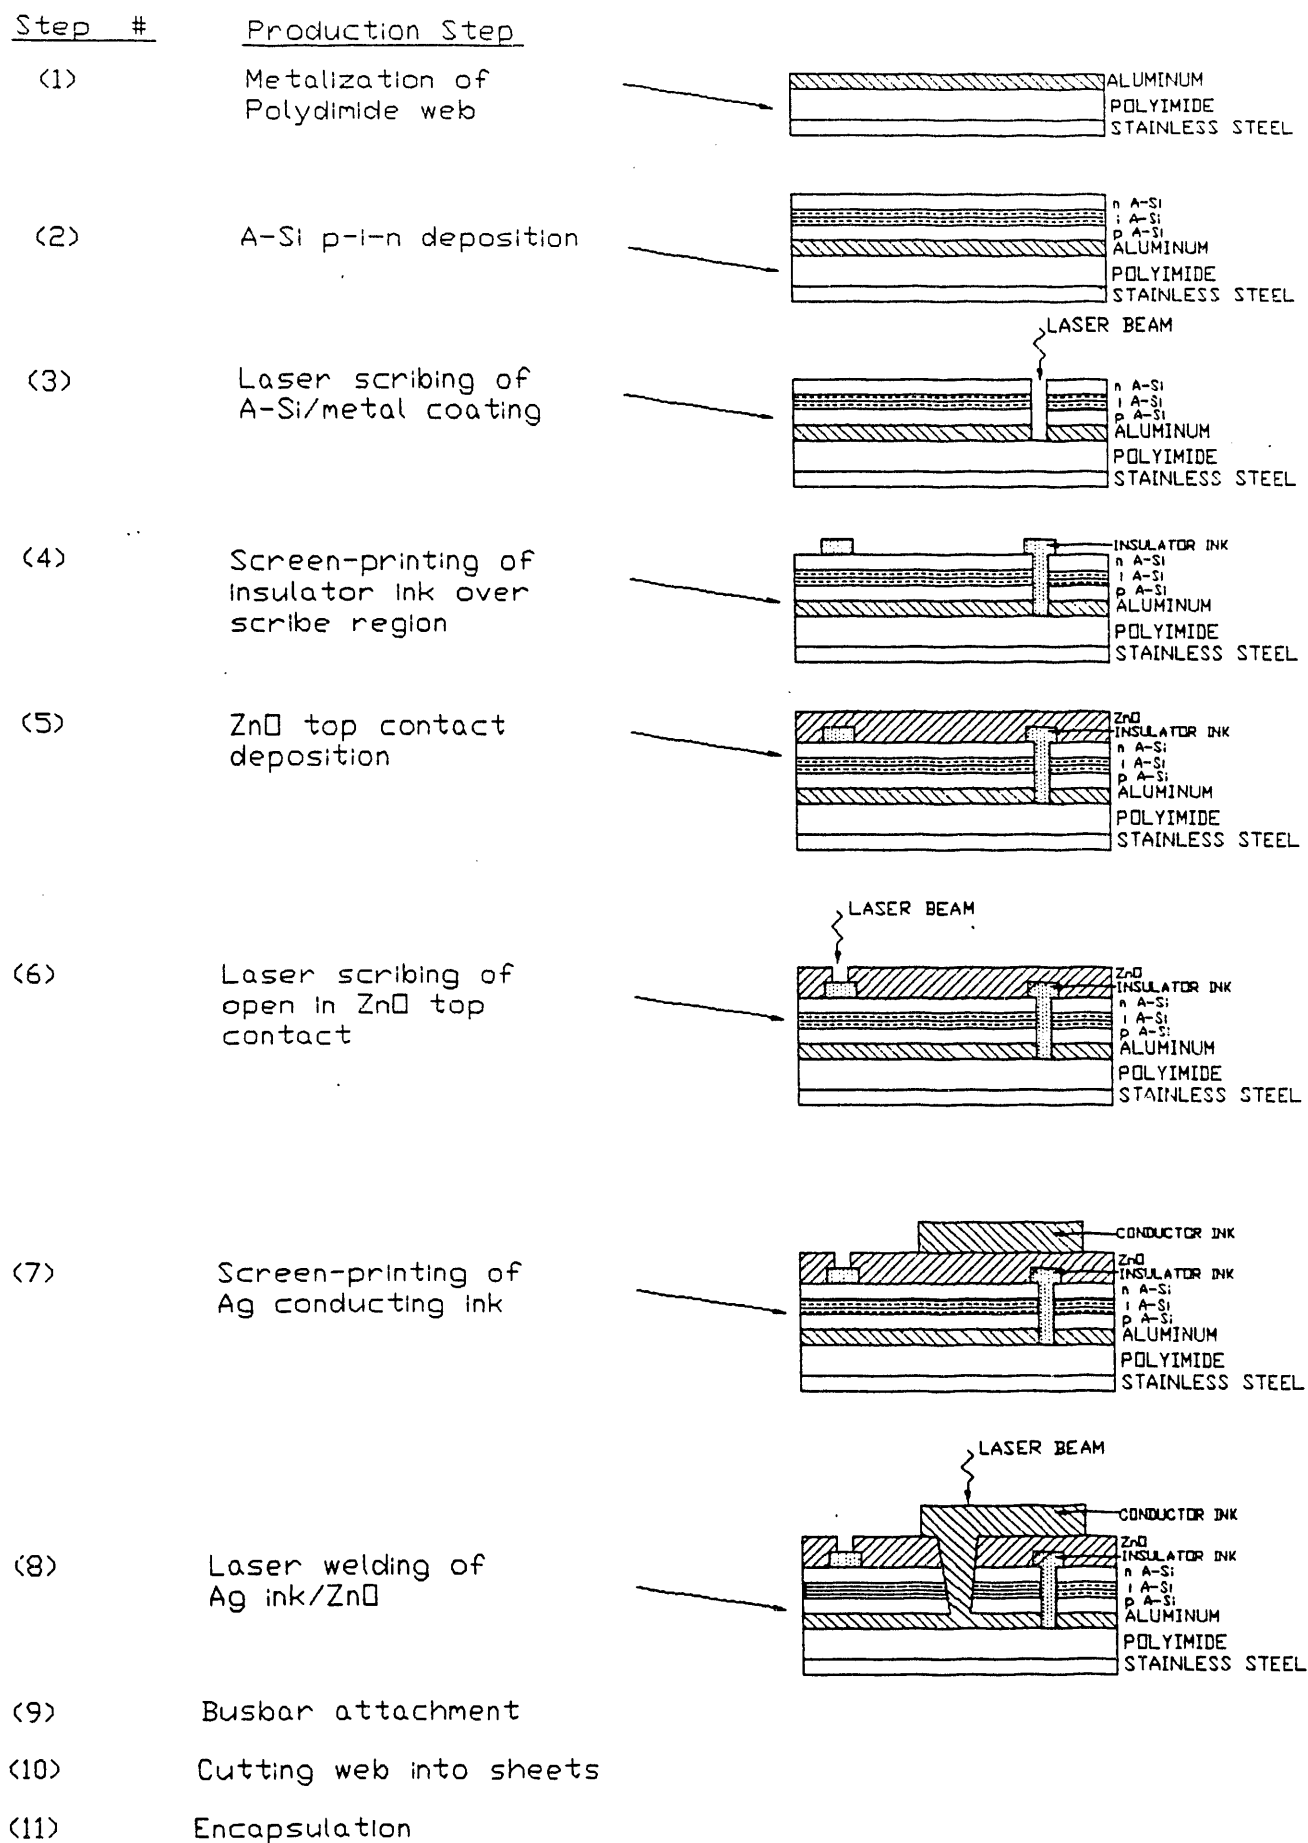 Step #
Production Step
(1)
Metalization of
Polydimide web
ALUMINUM
POLYIMIDE
STAINLESS STEEL
(2)
A-Si p-i-n deposition
n A-Si
i A-Si
p A-Si
ALUMINUM
POLYIMIDE
STAINLESS STEEL
LASER BEAM
(3)
Laser scribing of
A-Si/metal coating
n A-Si
i A-Si
p A-Si
ALUMINUM
POLYIMIDE
STAINLESS STEEL
(4)
Screen-printing of
insulator ink over
scribe region
INSULATOR INK
n A-Si
i A-Si
p A-Si
ALUMINUM
POLYIMIDE
STAINLESS STEEL
(5)
ZnO top contact
deposition
ZnO
INSULATOR INK
n A-Si
i A-Si
p A-Si
ALUMINUM
POLYIMIDE
STAINLESS STEEL
LASER BEAM
(6)
Laser scribing of
open in ZnO top
contact
ZnO
INSULATOR INK
n A-Si
i A-Si
p A-Si
ALUMINUM
POLYIMIDE
STAINLESS STEEL
(7)
Screen-printing of
Ag conducting ink
CONDUCTOR INK
ZnO
INSULATOR INK
n A-Si
i A-Si
p A-Si
ALUMINUM
POLYIMIDE
STAINLESS STEEL
LASER BEAM
(8)
Laser welding of
Ag ink/ZnO
CONDUCTOR INK
ZnO
INSULATOR INK
n A-Si
i A-Si
p A-Si
ALUMINUM
POLYIMIDE
STAINLESS STEEL
(9)
Busbar attachment
(10)
Cutting web into sheets
(11)
Encapsulation